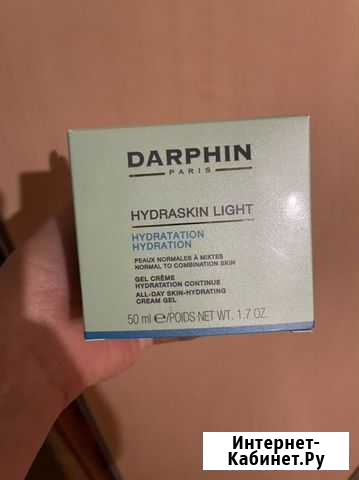 DARPHIN
PARIS
HYDRASKIN LIGHT
HYDRATATION
HYDRATION
PEAUX NORMALES À MIXTES
NORMAL TO COMBINATION SKIN
GEL CRÈME
HYDRATATION CONTINUE
ALL-DAY SKIN-HYDRATING
CREAM GEL
50 ml ℮/POIDS NET WT. 1.7 OZ.
Интернет-
Кабинет.Ру